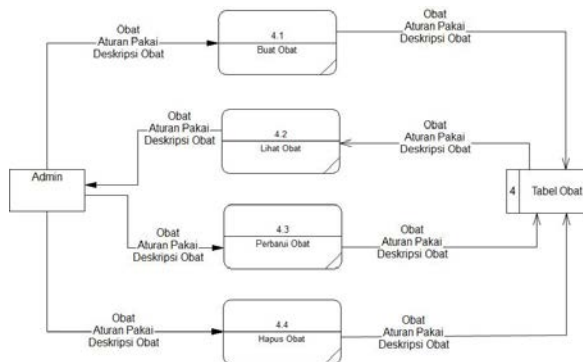 Obat
Aturan Pakai
Deskripsi Obat
4.1
Buat Obat
Obat
Aturan Pakai
Deskripsi Obat
Obat
Aturan Pakai
Deskripsi Obat
4.2
Lihat Obat
Obat
Aturan Pakai
Deskripsi Obat
Admin
4
Tabel Obat
Obat
Aturan Pakai
Deskripsi Obat
4.3
Perbarui Obat
Obat
Aturan Pakai
Deskripsi Obat
Obat
Aturan Pakai
Deskripsi Obat
4.4
Hapus Obat
Obat
Aturan Pakai
Deskripsi Obat